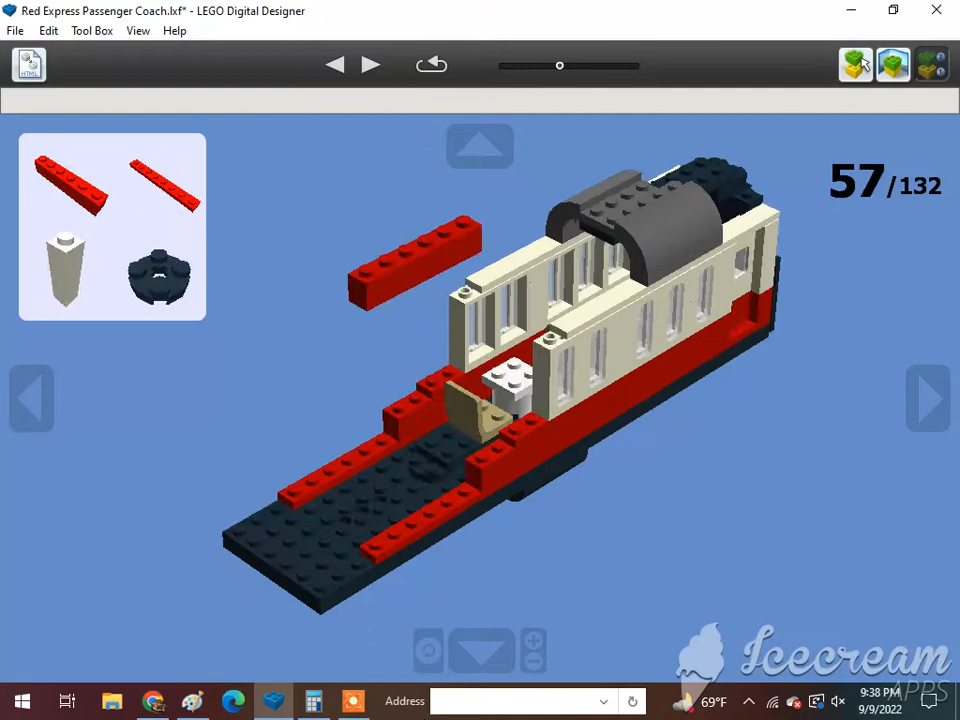 Red Express Passenger Coach.lxf* - LEGO Digital Designer
File Edit Tool Box View Help
HTML
57/132
Icecream
APPS
Address
69°F
9:38 PM
9/9/2022